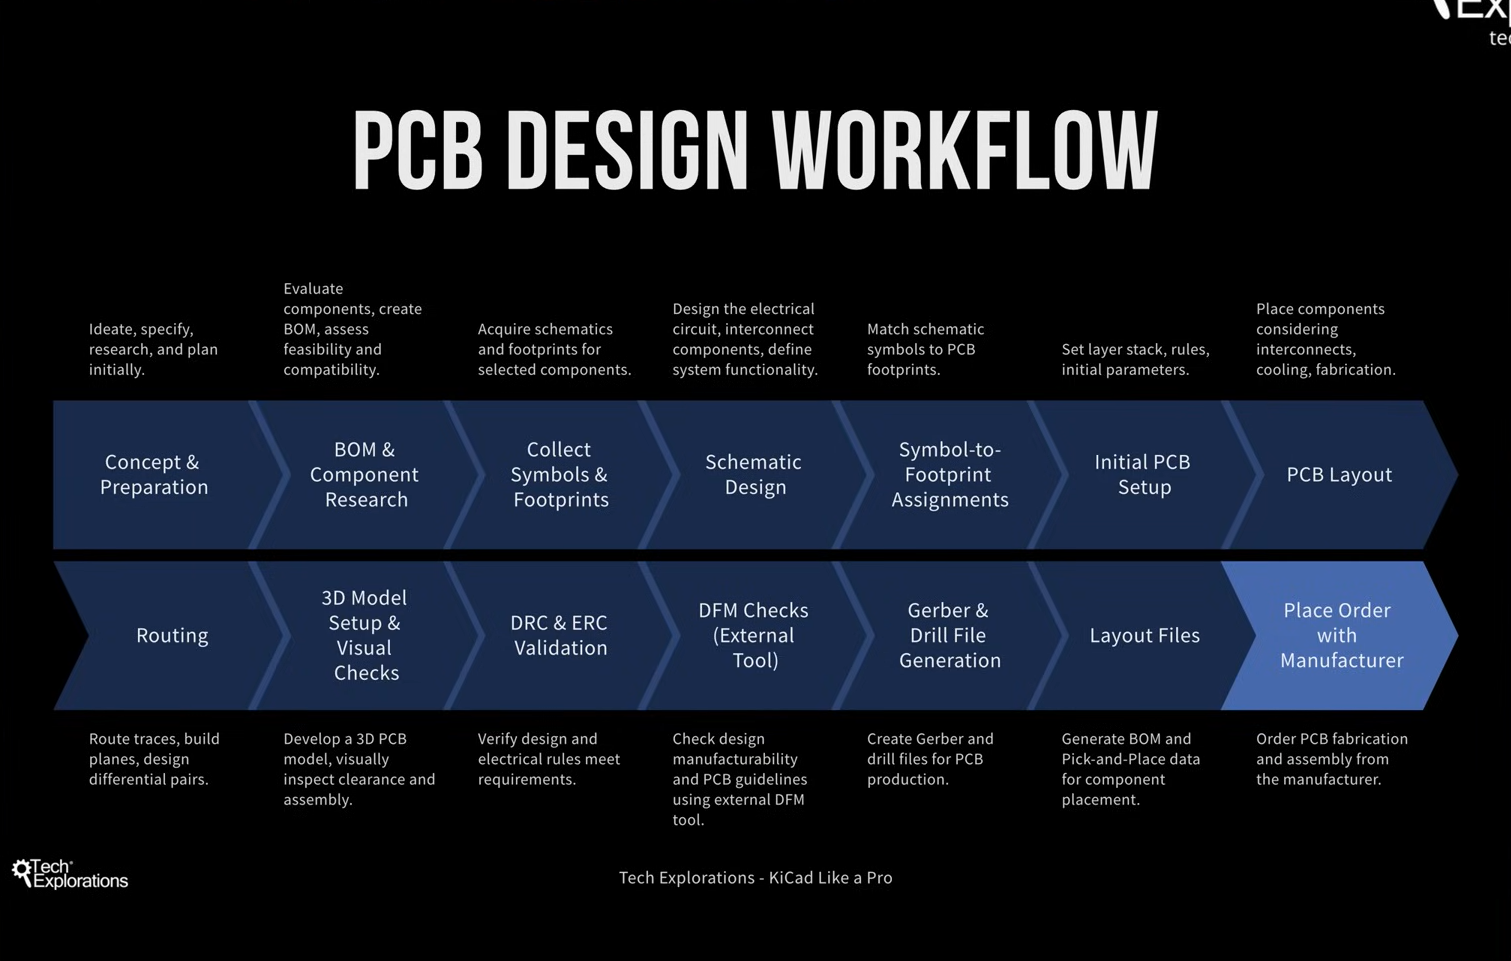 PCB DESIGN WORKFLOW
Ideate, specify,
research, and plan
initially.
Evaluate
components, create
BOM, assess
feasibility and
compatibility.
Acquire schematics
and footprints for
selected components.
Design the electrical
circuit, interconnect
components, define
system functionality.
Match schematic
symbols to PCB
footprints.
Set layer stack, rules,
initial parameters.
Place components
considering
interconnects,
cooling, fabrication.
Concept &
Preparation
BOM &
Component
Research
Collect
Symbols &
Footprints
Schematic
Design
Symbol-to-
Footprint
Assignments
Initial PCB
Setup
PCB Layout
Routing
3D Model
Setup &
Visual
Checks
DRC & ERC
Validation
DFM Checks
(External
Tool)
Gerber &
Drill File
Generation
Layout Files
Place Order
with
Manufacturer
Route traces, build
planes, design
differential pairs.
Develop a 3D PCB
model, visually
inspect clearance and
assembly.
Verify design and
electrical rules meet
requirements.
Check design
manufacturability
and PCB guidelines
using external DFM
tool.
Create Gerber and
drill files for PCB
production.
Generate BOM and
Pick-and-Place data
for component
placement.
Order PCB fabrication
and assembly from
the manufacturer.
Tech
Explorations
Tech Explorations - KiCad Like a Pro